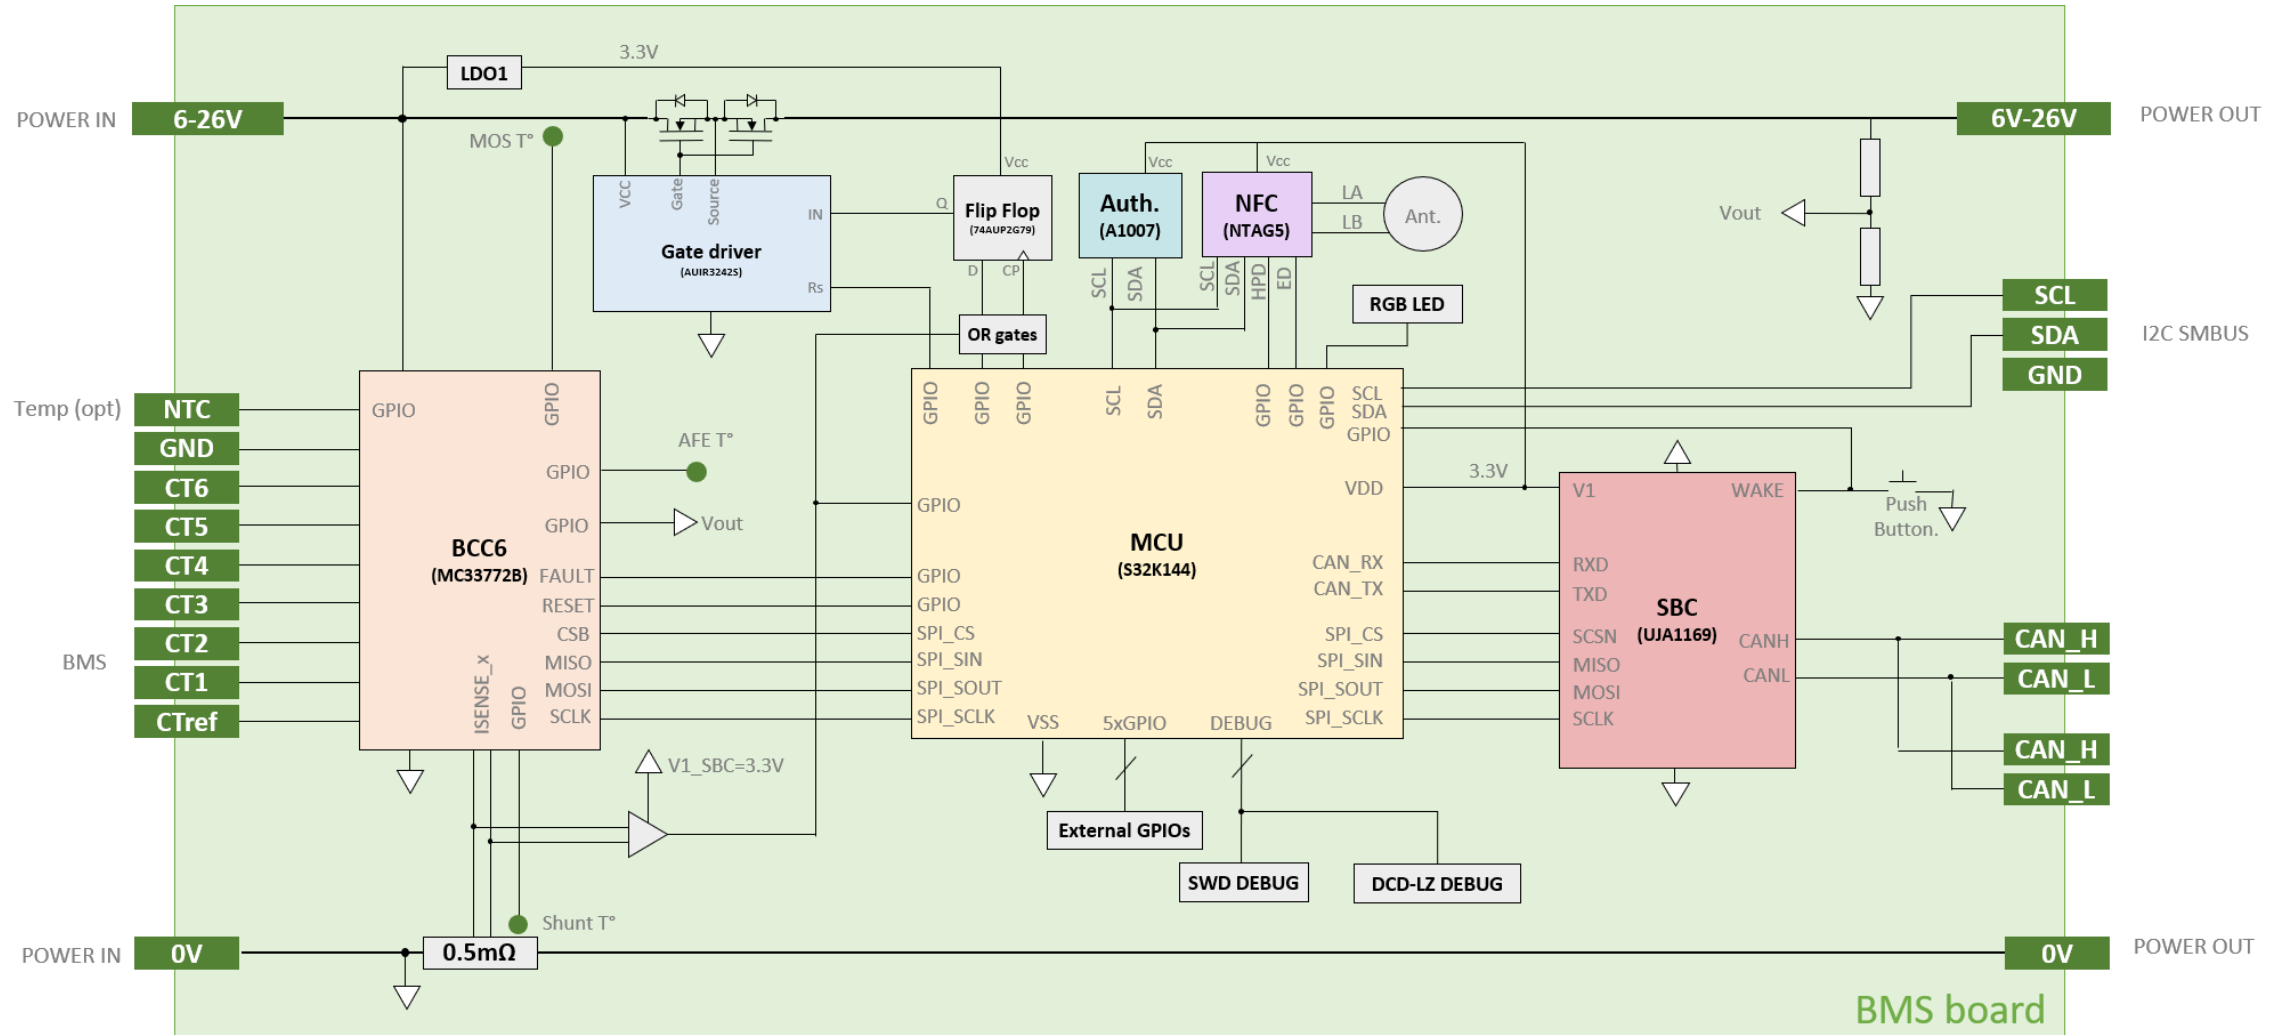 LDO1
3.3V
POWER IN
6-26V
6V-26V
POWER OUT
MOS T°
Vcc
Vcc
Vcc
VCC
Gate
Source
IN
Q
Gate driver
(AUIR3242S)
Rs
Flip Flop
(74AUP2G79)
D
CP
Auth.
(A1007)
NFC
(NTAG5)
LA
LB
Ant.
Vout
SCL
SDA
SCL
SDA
HPD
ED
RGB LED
OR gates
SCL
SDA
GND
I2C SMBUS
Temp (opt)
NTC
GND
CT6
CT5
CT4
CT3
CT2
CT1
CTref
BMS
GPIO
GPIO
GPIO
AFE T°
GPIO
Vout
BCC6
(MC33772B)
FAULT
RESET
CSB
MISO
MOSI
SCLK
ISENSE_x
GPIO
GPIO
GPIO
GPIO
SCL
SDA
GPIO
GPIO
GPIO
SCL
SDA
GPIO
VDD
3.3V
GPIO
MCU
(S32K144)
GPIO
GPIO
SPI_CS
SPI_SIN
SPI_SOUT
SPI_SCLK
CAN_RX
CAN_TX
SPI_CS
SPI_SIN
SPI_SOUT
SPI_SCLK
VSS
5xGPIO
DEBUG
V1
WAKE
Push
Button.
RXD
TXD
SBC
(UJA1169)
SCSN
MISO
MOSI
SCLK
CANH
CANL
CAN_H
CAN_L
CAN_H
CAN_L
V1_SBC=3.3V
External GPIOs
SWD DEBUG
DCD-LZ DEBUG
Shunt T°
POWER IN
0V
0.5mΩ
0V
POWER OUT
BMS board